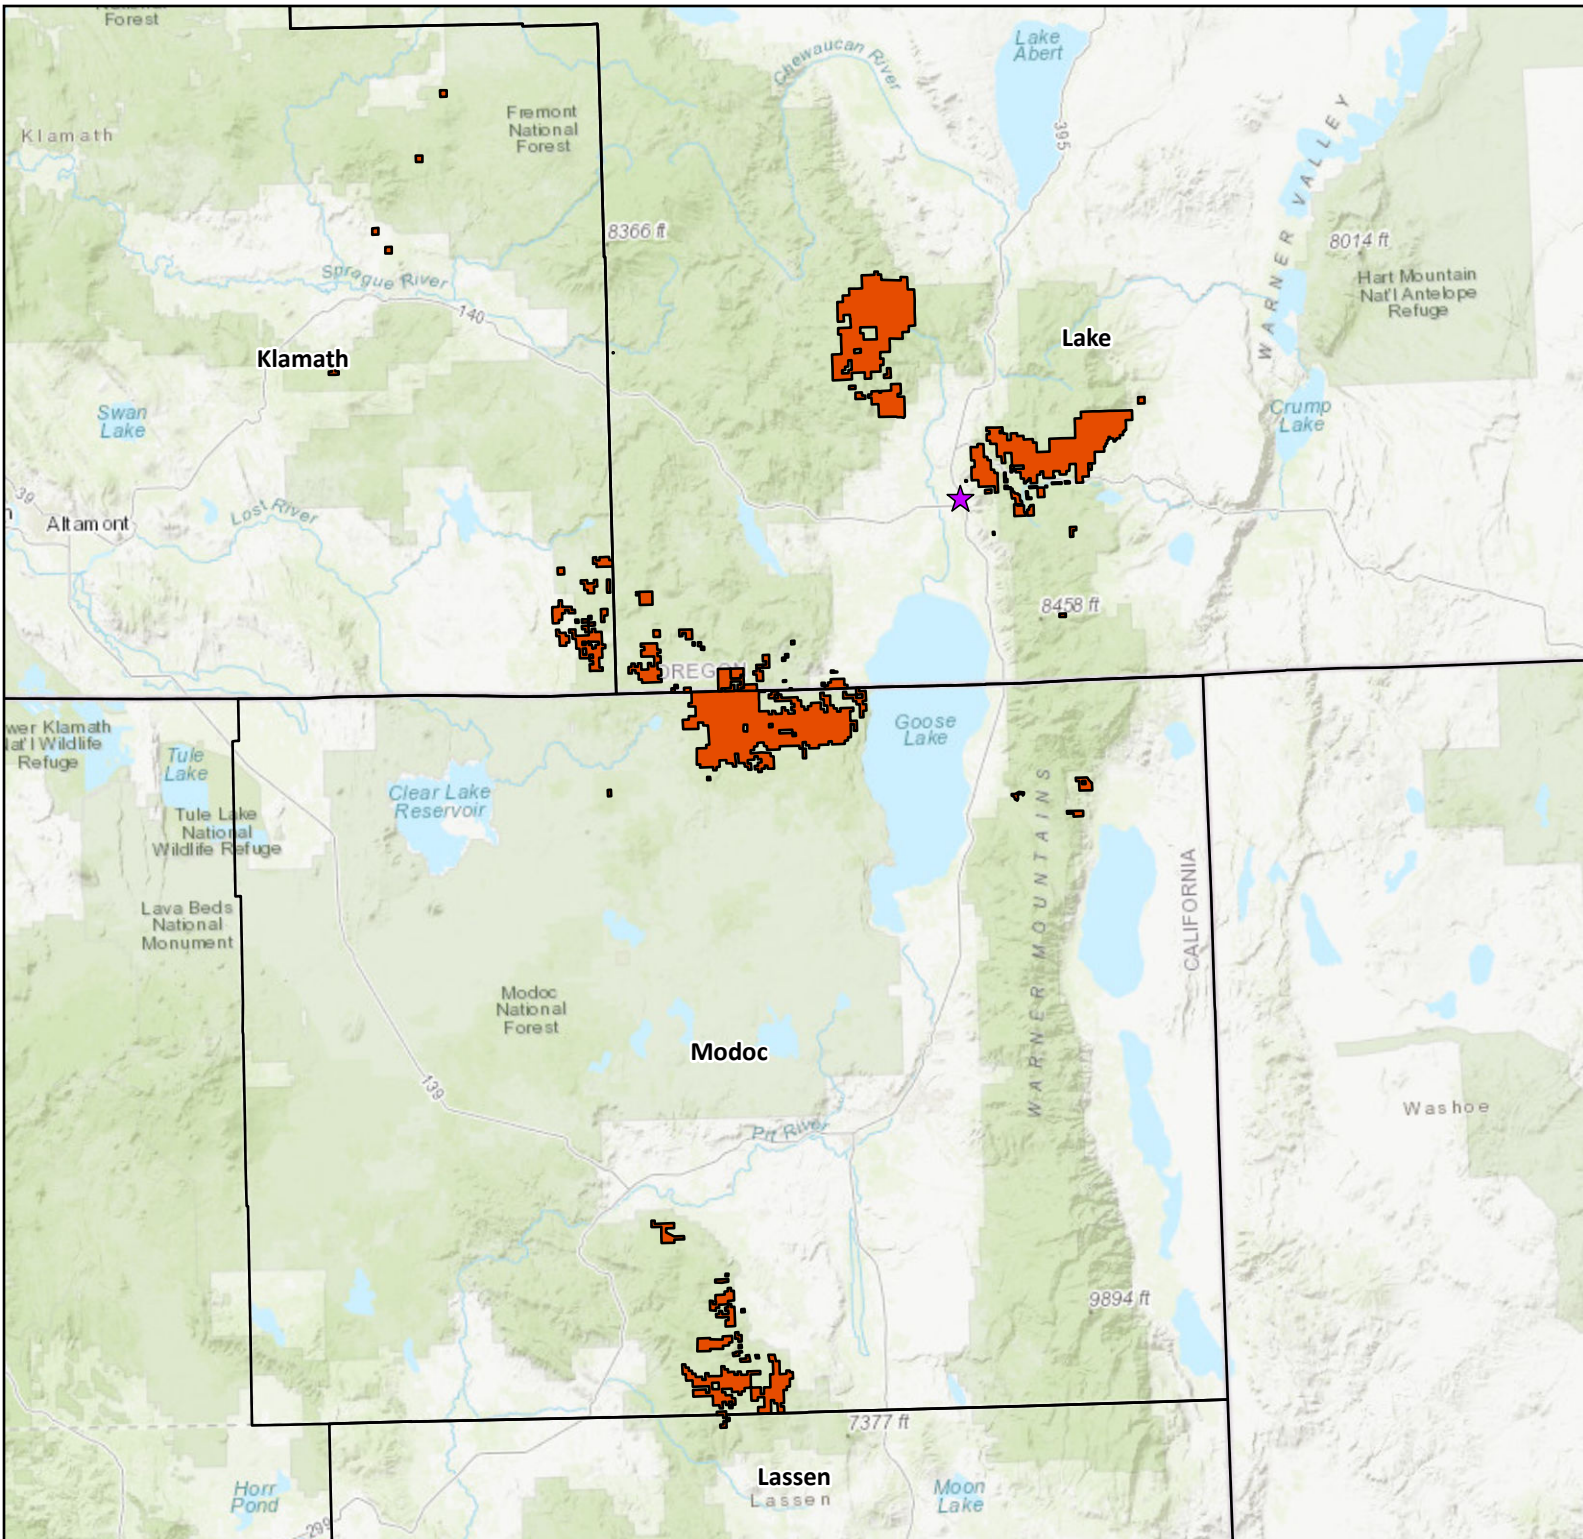 Forest
Lake
Abert
Chewaucan River
395
Fremont
National
Forest
Klamath
WARNER VALLEY
8366 ft
8014 ft
Hart Mountain
Nat'l Antelope
Refuge
Sprague River
140
Klamath
Lake
Swan
Lake
Crump
Lake
39
Altamont
Lost River
8458 ft
OREGON
wer Klamath
Nat'l Wildlife
Refuge
Tule
Lake
Goose
Lake
Clear Lake
Reservoir
Tule Lake
National
Wildlife Refuge
WARNER MOUNTAINS
CALIFORNIA
Lava Beds
National
Monument
Modoc
National
Forest
Modoc
139
Washoe
Pit River
9894 ft
7377 ft
Lassen
Lassen
Horr
Pond
Moon
Lake
299